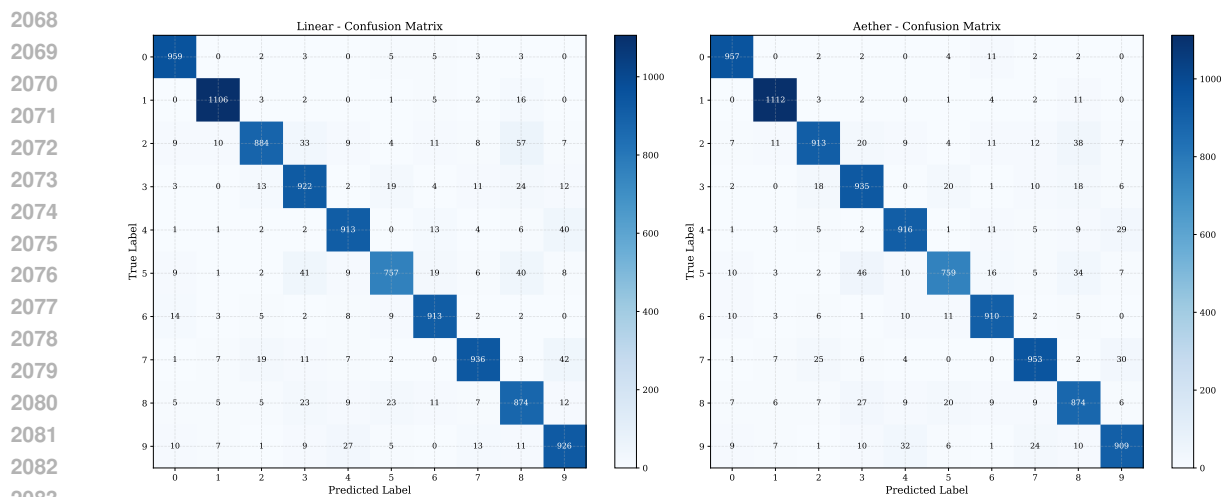 2068
2069
2070
2071
2072
2073
2074
2075
2076
2077
2078
2079
2080
2081
2082
Linear - Confusion Matrix
True Label
0 959 0 2 3 0 5 5 3 3 0
1 0 1106 3 2 0 1 5 2 16 0
2 9 10 884 33 9 4 11 8 57 7
3 3 0 13 922 2 19 4 11 24 12
4 1 1 2 2 913 0 13 4 6 40
5 9 1 2 41 9 757 19 6 40 8
6 14 3 5 2 8 9 913 2 2 0
7 1 7 19 11 7 2 0 936 3 42
8 5 5 5 23 9 23 11 7 874 12
9 10 7 1 9 27 5 0 13 11 926
0 1 2 3 4 5 6 7 8 9
Predicted Label
1000
800
600
400
200
0
Aether - Confusion Matrix
True Label
0 957 0 2 2 0 4 11 2 2 0
1 0 1112 3 2 0 1 4 2 11 0
2 7 11 913 20 9 4 11 12 38 7
3 2 0 18 935 0 20 1 10 18 6
4 1 3 5 2 916 1 11 5 9 29
5 10 3 2 46 10 759 16 5 34 7
6 10 3 6 1 10 11 910 2 5 0
7 1 7 25 6 4 0 0 953 2 30
8 7 6 7 27 9 20 9 9 874 6
9 9 7 1 10 32 6 1 24 10 909
0 1 2 3 4 5 6 7 8 9
Predicted Label
1000
800
600
400
200
0